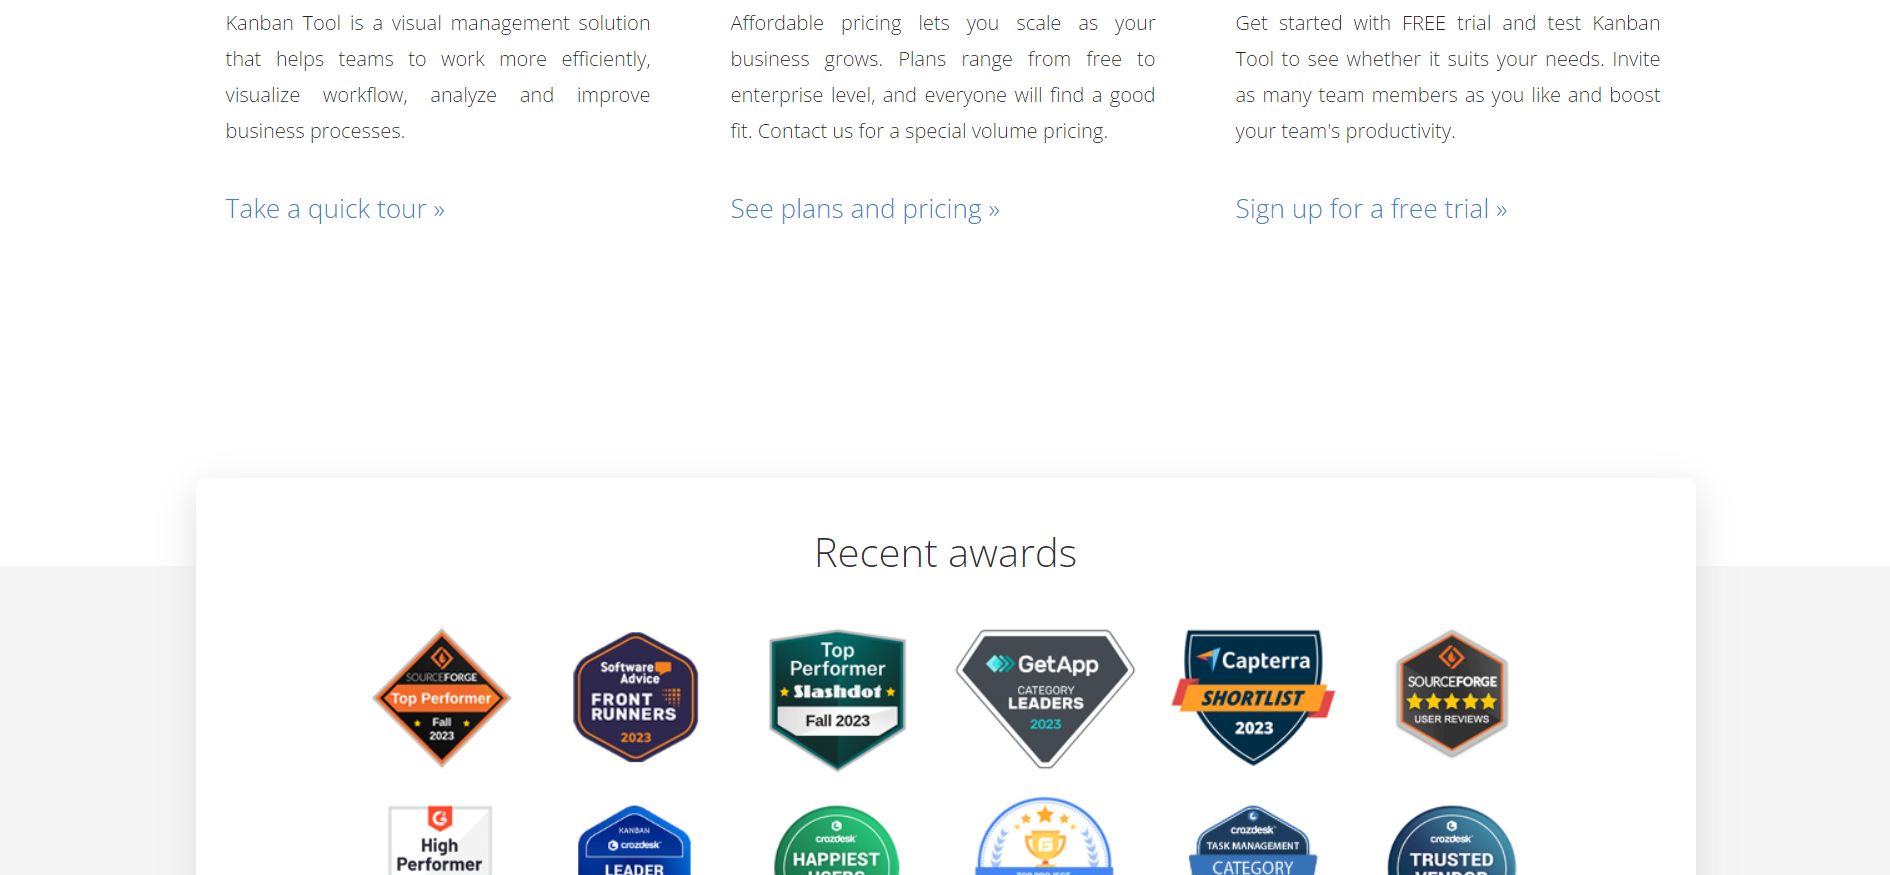 Kanban Tool is a visual management solution
that helps teams to work more efficiently,
visualize workflow, analyze and improve
business processes.
Take a quick tour »
Affordable pricing lets you scale as your
business grows. Plans range from free to
enterprise level, and everyone will find a good
fit. Contact us for a special volume pricing.
See plans and pricing »
Get started with FREE trial and test Kanban
Tool to see whether it suits your needs. Invite
as many team members as you like and boost
your team's productivity.
Sign up for a free trial »
Recent awards
SOURCEFORGE
Top Performer
Fall
2023
Software
Advice
FRONT
RUNNERS
2023
Top
Performer
Slashdot
Fall 2023
GetApp
CATEGORY
LEADERS
2023
Capterra
SHORTLIST
2023
SOURCEFORGE
USER REVIEWS
G2
High
Performer
KANBAN
crozdesk
LEADER
crozdesk
HAPPIEST
USERS
TOP PROJECT
crozdesk
TASK MANAGEMENT
CATEGORY
crozdesk
TRUSTED
VENDOR